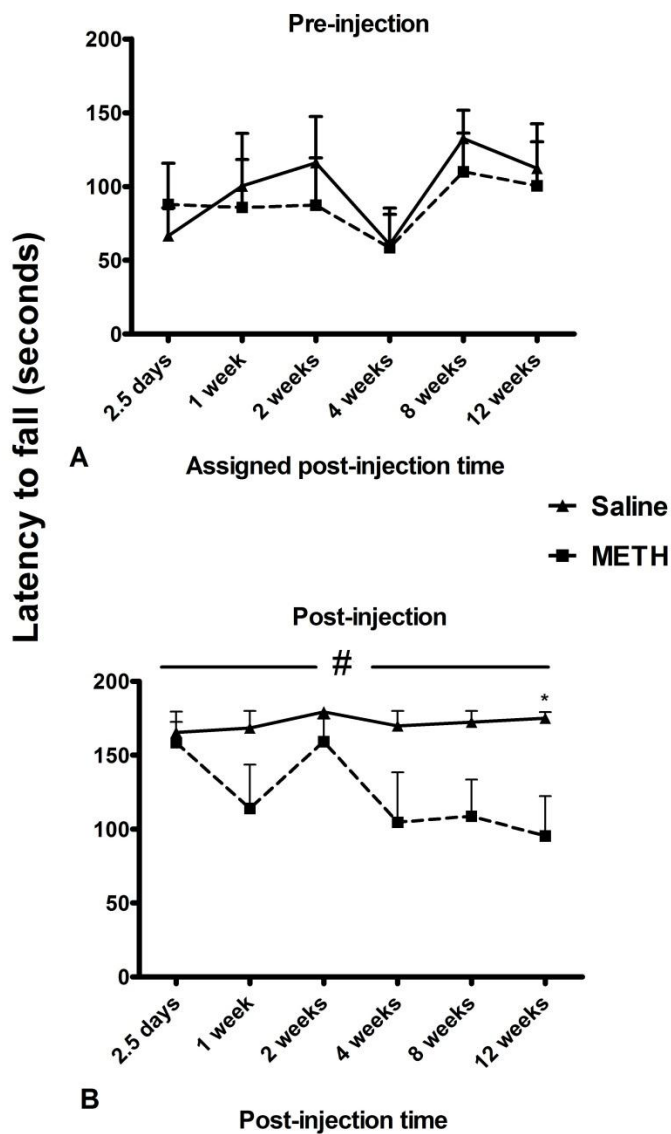 Latency to fall (seconds)
Pre-injection
200
150
100
50
0
2.5 days
1 week
2 weeks
4 weeks
8 weeks
12 weeks
A
Assigned post-injection time
Saline
METH
Post-injection
#
*
200
150
100
50
0
2.5 days
1 week
2 weeks
4 weeks
8 weeks
12 weeks
B
Post-injection time